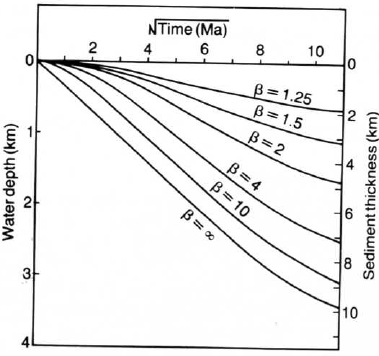 √Time (Ma)
2 4 6 8 10
0 0
β = 1.25
β = 1.5
β = 2
β = 4
β = 10
β = ∞
1
2
3
4
2
4
6
8
10
Water depth (km)
Sediment thickness (km)